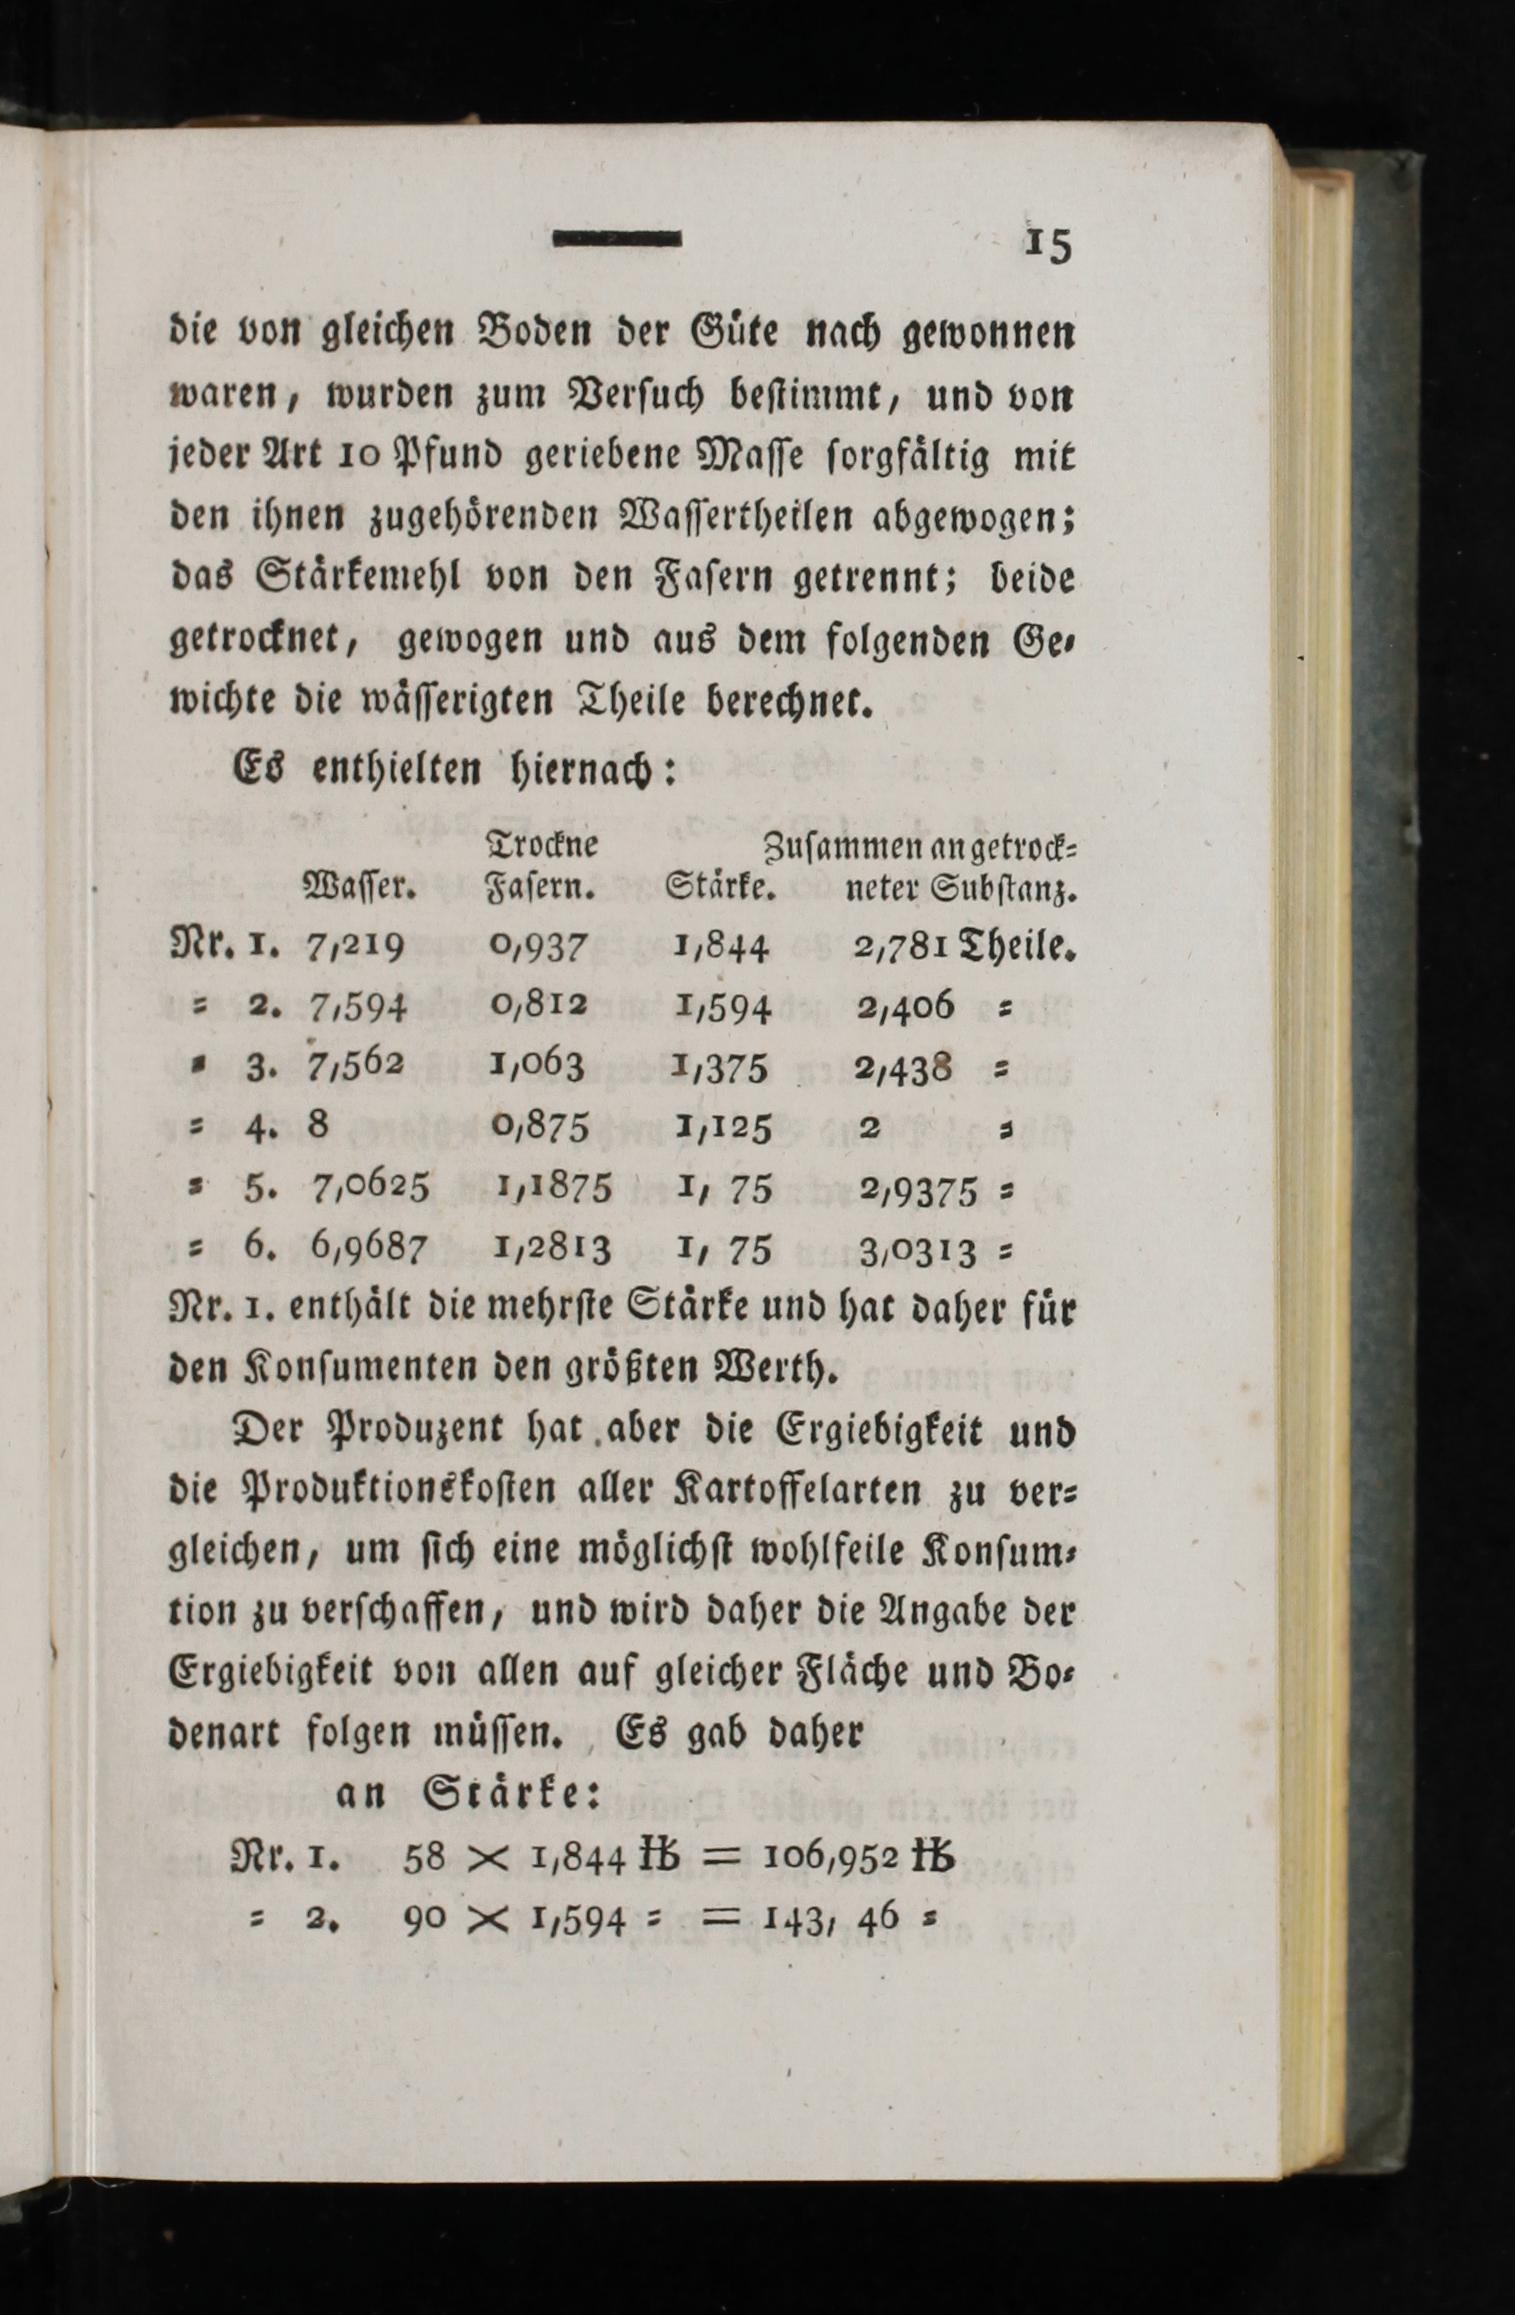 15
die von gleichen Boden der Güte nach gewonnen
waren, wurden zum Verſuch beſtimmt, und von
jeder Art 10 Pfund geriebene Maſſe ſorgfältig mit
den ihnen zugehörenden Waſſertheilen abgewogen;
das Stärkemehl von den Faſern getrennt; beide
getrocknet, gewogen und aus dem folgenden Ge-
wichte die wäſſerigten Theile berechnet.
Es enthielten hiernach:
Trockne Zuſammen an getrock-
Waſſer. Faſern. Stärke. neter Subſtanz.
Nr. 1. 7,219 0,937 1,844 2,781 Theile.
= 2. 7,594 0,812 1,594 2,406 =
= 3. 7,562 1,063 1,375 2,438 =
= 4. 8 0,875 1,125 2 =
= 5. 7,0625 1,1875 1, 75 2,9375 =
= 6. 6,9687 1,2813 1, 75 3,0313 =
Nr. 1. enthält die mehrſte Stärke und hat daher für
den Konſumenten den größten Werth.
Der Produzent hat aber die Ergiebigkeit und
die Produktionskoſten aller Kartoffelarten zu ver-
gleichen, um ſich eine möglichſt wohlfeile Konſum-
tion zu verſchaffen, und wird daher die Angabe der
Ergiebigkeit von allen auf gleicher Fläche und Bo-
denart folgen müſſen. Es gab daher
an Stärke:
Nr. 1. 58 × 1,844 ℔ = 106,952 ℔
= 2. 90 × 1,594 = = 143, 46 =